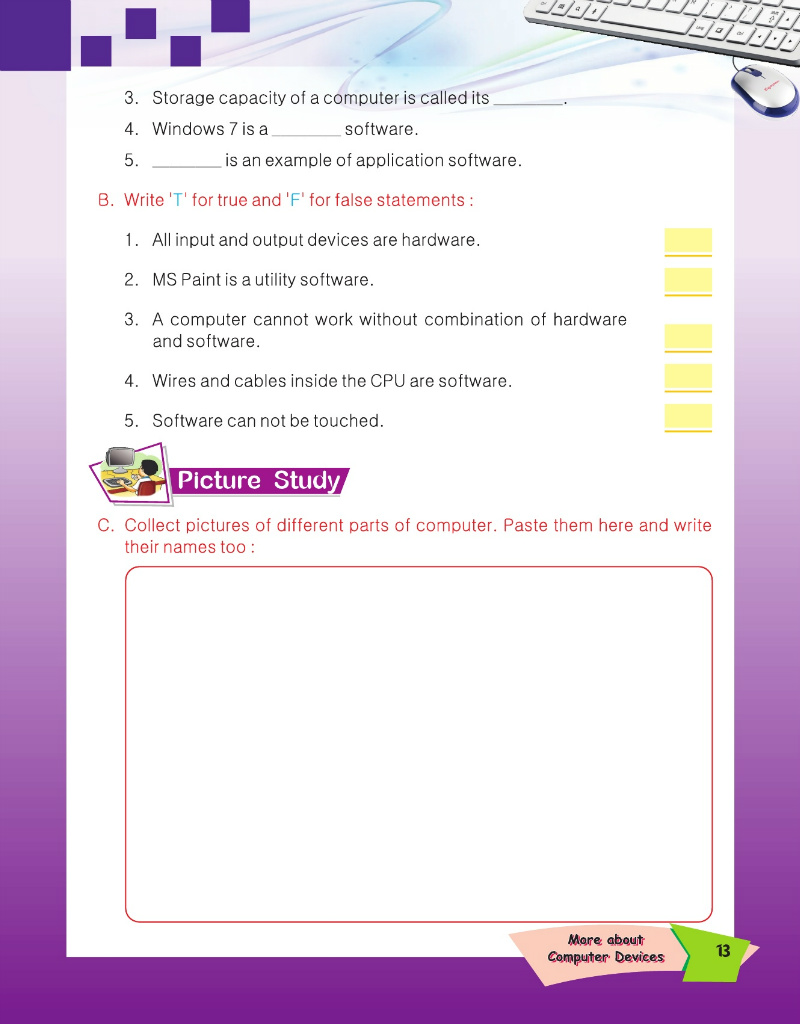 3. Storage capacity of a computer is called its ________.
4. Windows 7 is a ________ software.
5. ________ is an example of application software.
B. Write 'T' for true and 'F' for false statements :
1. All input and output devices are hardware.
2. MS Paint is a utility software.
3. A computer cannot work without combination of hardware
and software.
4. Wires and cables inside the CPU are software.
5. Software can not be touched.
Picture Study
C. Collect pictures of different parts of computer. Paste them here and write
their names too :
More about
Computer Devices
13